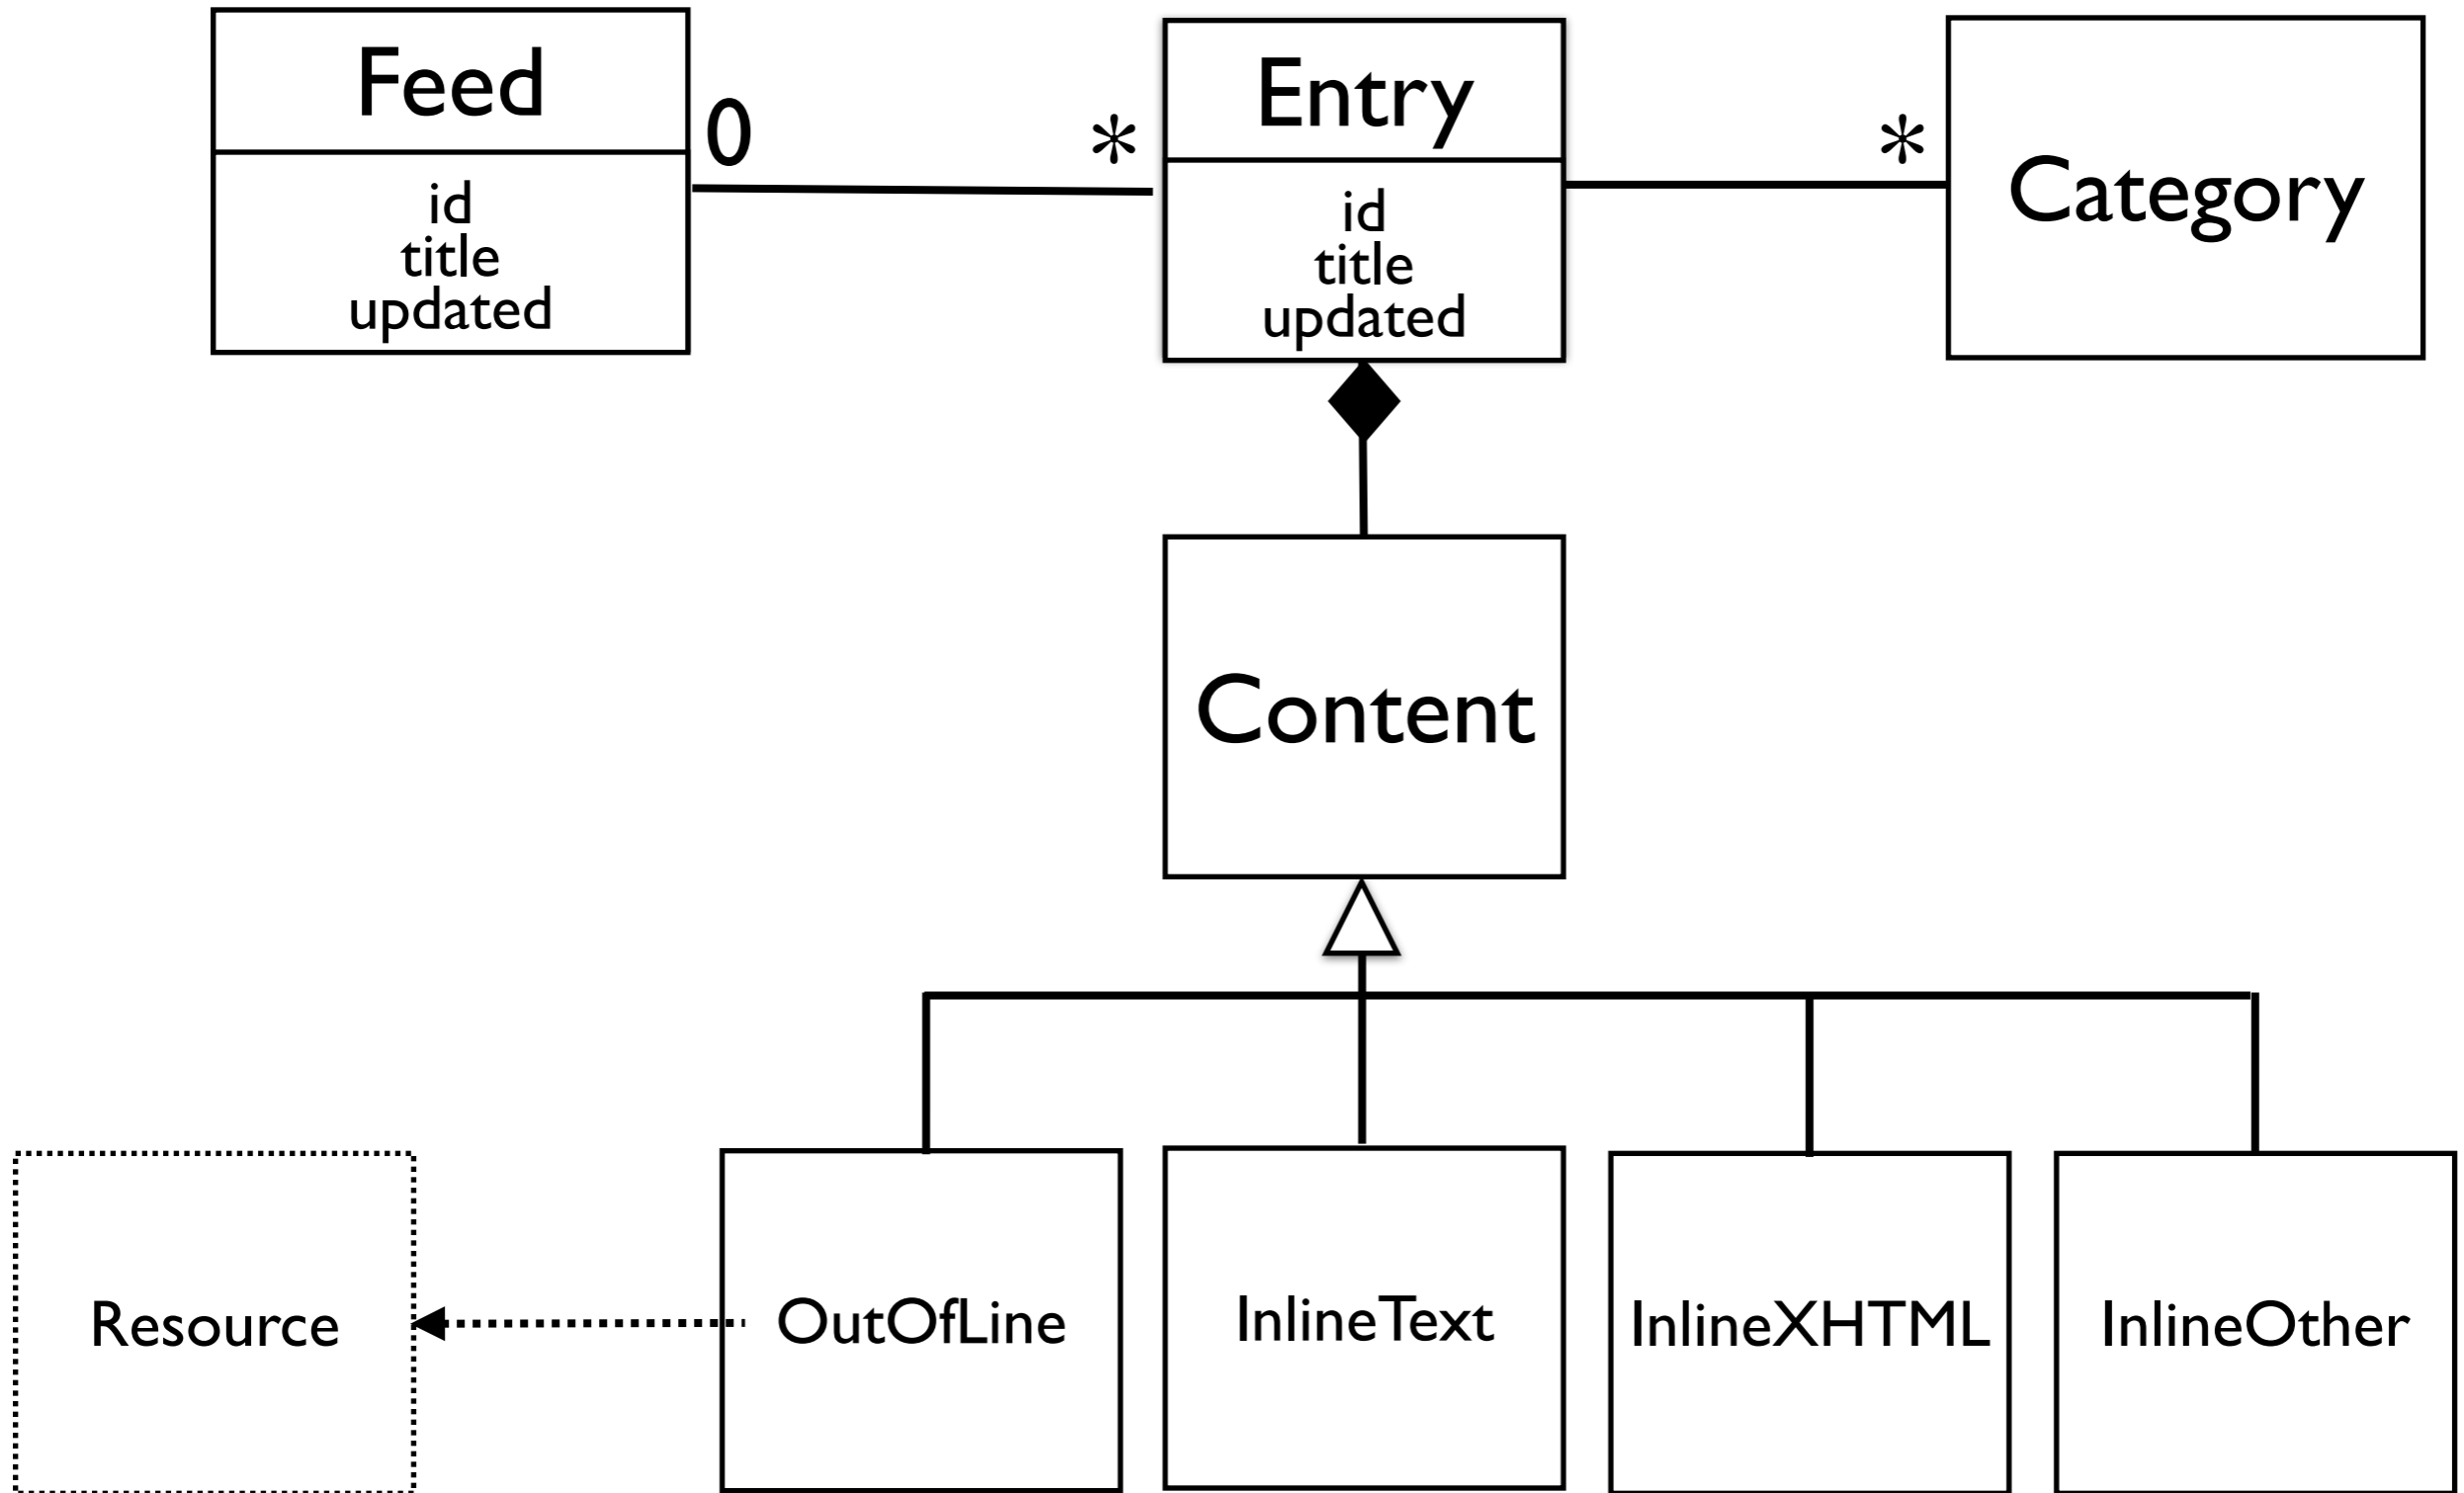 Feed
id
title
updated
0
*
Entry
id
title
updated
*
Category
Content
Resource
OutOfLine
InlineText
InlineXHTML
InlineOther